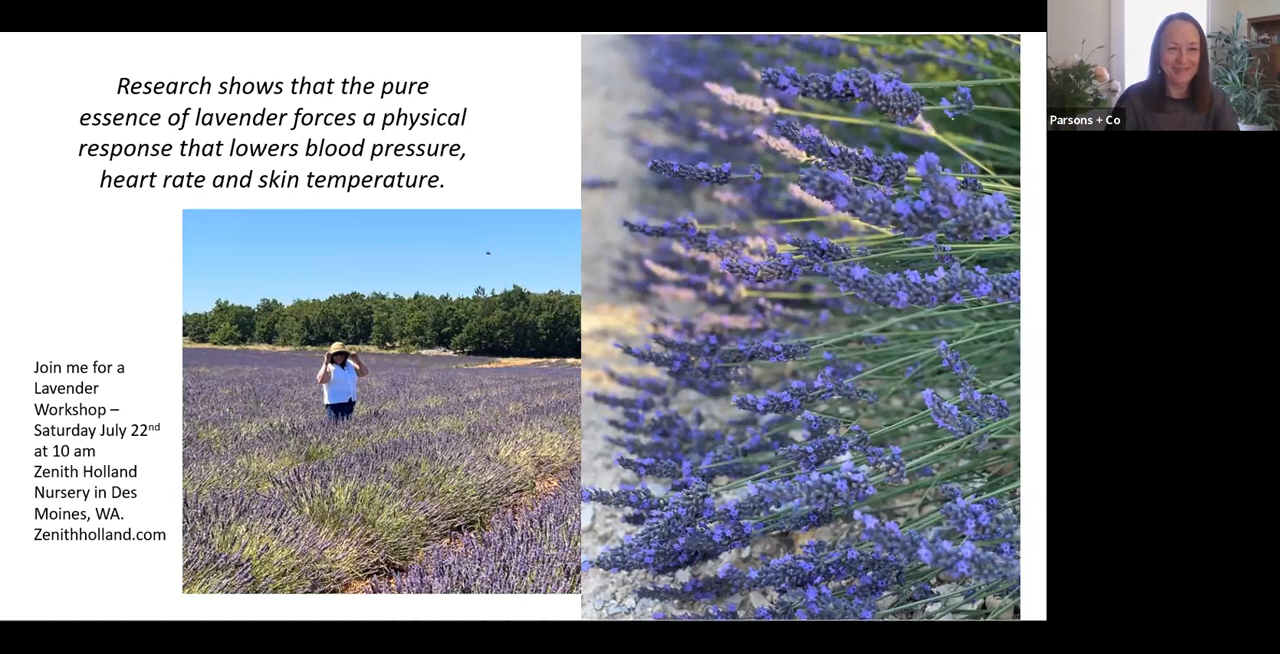 Research shows that the pure
essence of lavender forces a physical
response that lowers blood pressure,
heart rate and skin temperature.
Join me for a
Lavender
Workshop –
Saturday July 22nd
at 10 am
Zenith Holland
Nursery in Des
Moines, WA.
Zenithholland.com
Parsons + Co